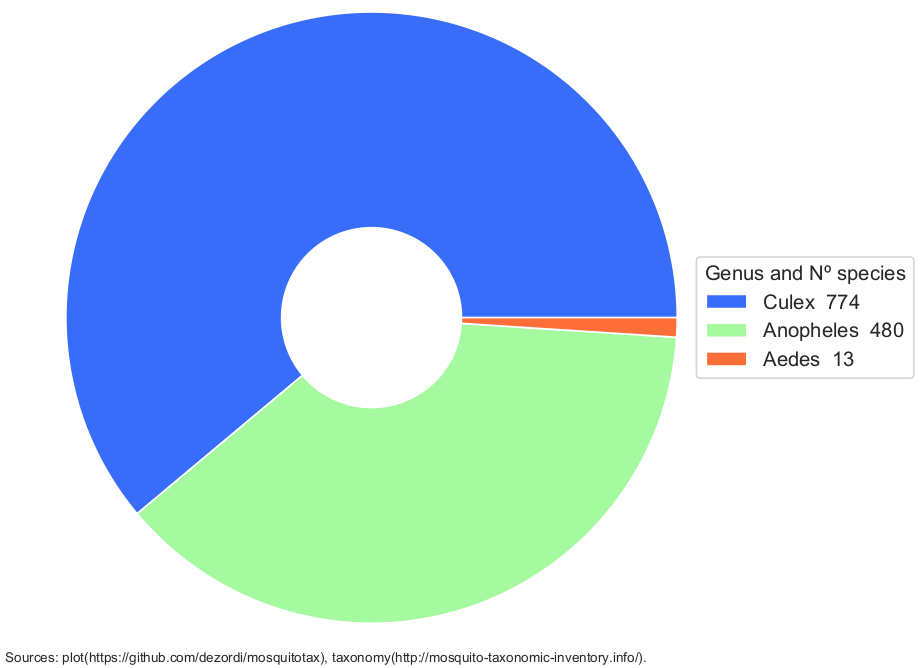 Genus and Nº species
Culex 774
Anopheles 480
Aedes 13
Sources: plot(https://github.com/dezordi/mosquitotax), taxonomy(http://mosquito-taxonomic-inventory.info/).